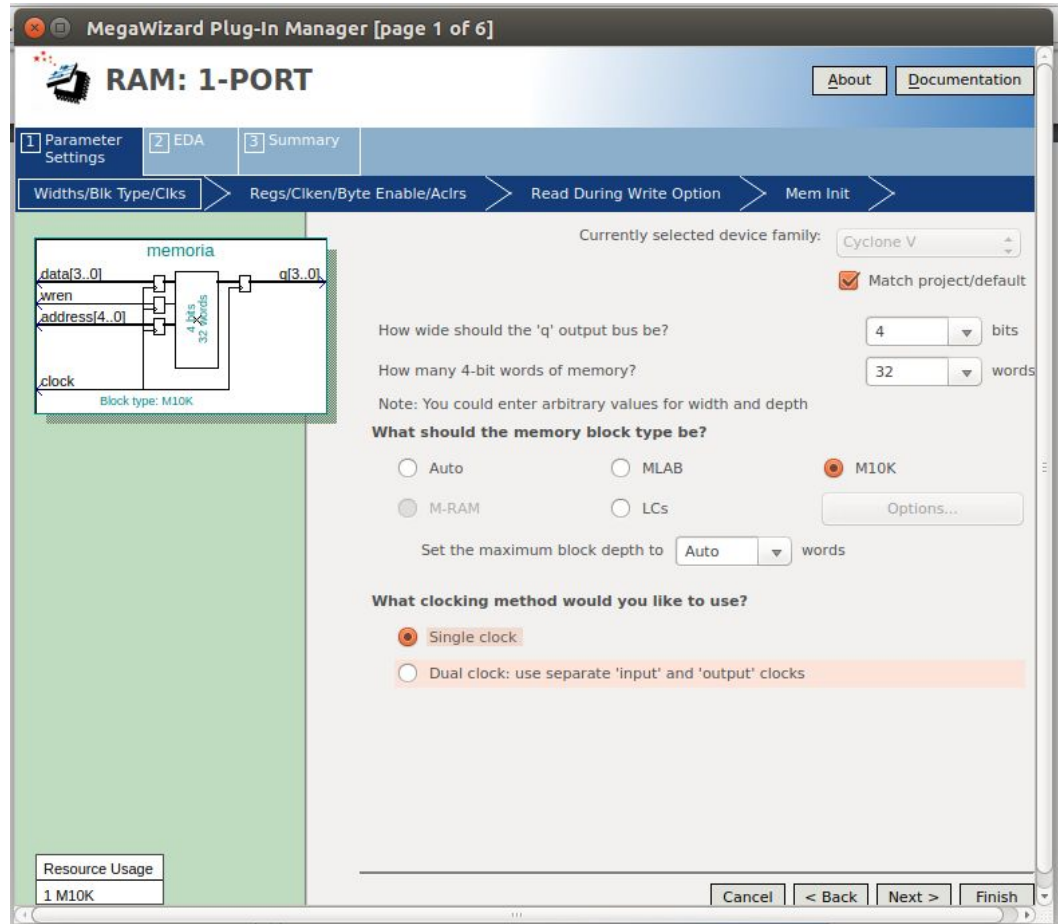 MegaWizard Plug-In Manager [page 1 of 6]
RAM: 1-PORT
About
Documentation
1 Parameter Settings
2 EDA
3 Summary
Widths/Blk Type/Clks
Regs/Clken/Byte Enable/Aclrs
Read During Write Option
Mem Init
memoria
data[3..0]
wren
address[4..0]
clock
q[3..0]
4 bits
32 words
Block type: M10K
Currently selected device family:
Cyclone V
Match project/default
How wide should the 'q' output bus be?
4
bits
How many 4-bit words of memory?
32
words
Note: You could enter arbitrary values for width and depth
What should the memory block type be?
Auto
MLAB
M10K
M-RAM
LCs
Options...
Set the maximum block depth to
Auto
words
What clocking method would you like to use?
Single clock
Dual clock: use separate 'input' and 'output' clocks
Resource Usage
1 M10K
Cancel
< Back
Next >
Finish